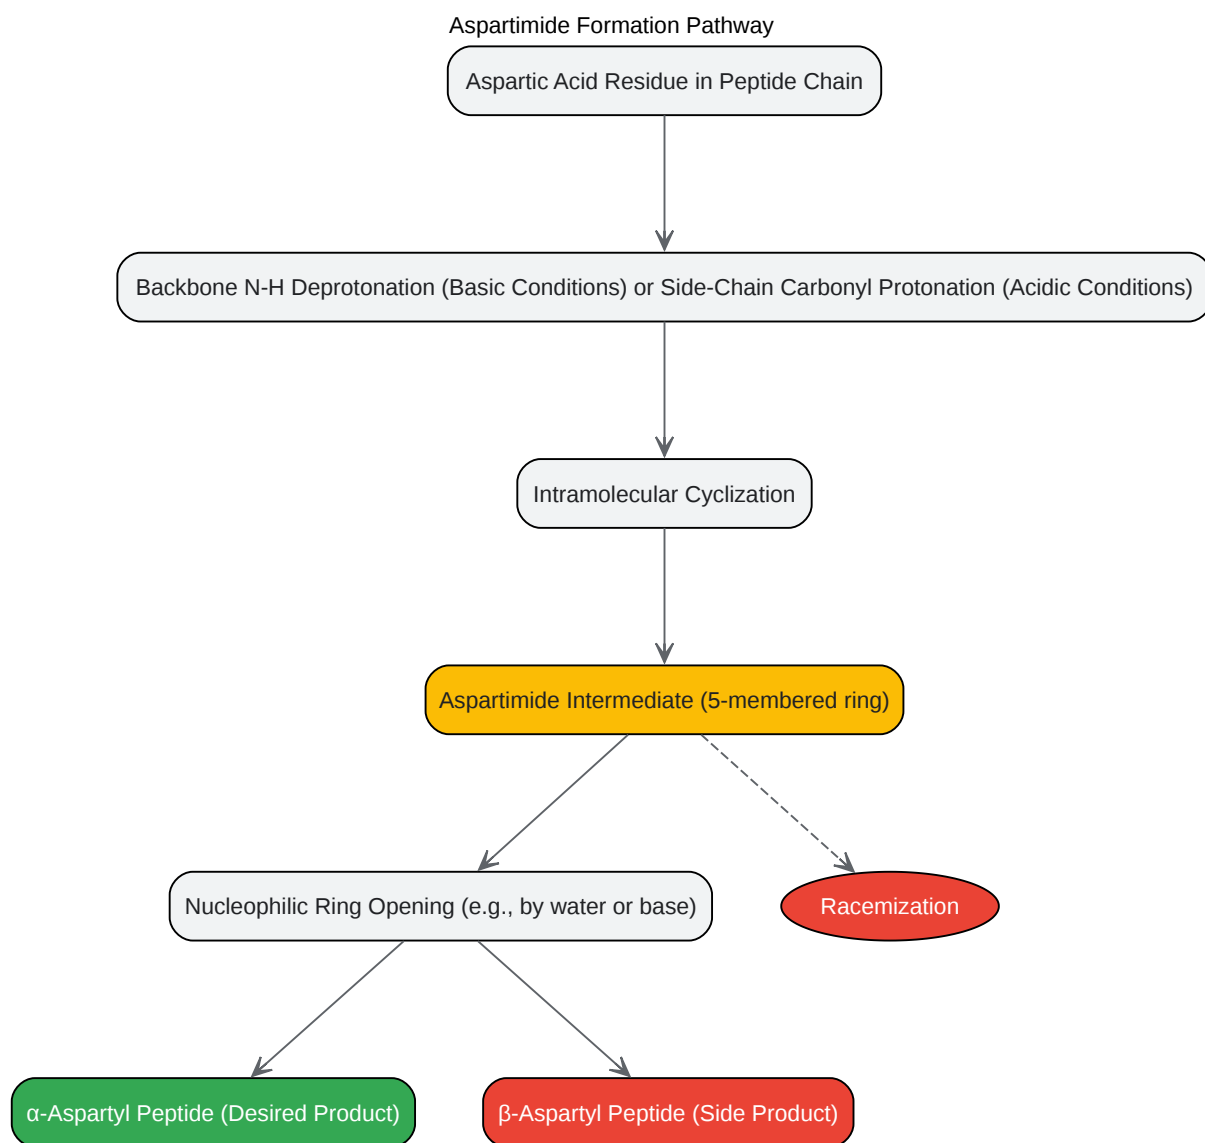 Aspartimide Formation Pathway
Aspartic Acid Residue in Peptide Chain
Backbone N-H Deprotonation (Basic Conditions) or Side-Chain Carbonyl Protonation (Acidic Conditions)
Intramolecular Cyclization
Aspartimide Intermediate (5-membered ring)
Nucleophilic Ring Opening (e.g., by water or base)
Racemization
α-Aspartyl Peptide (Desired Product)
β-Aspartyl Peptide (Side Product)